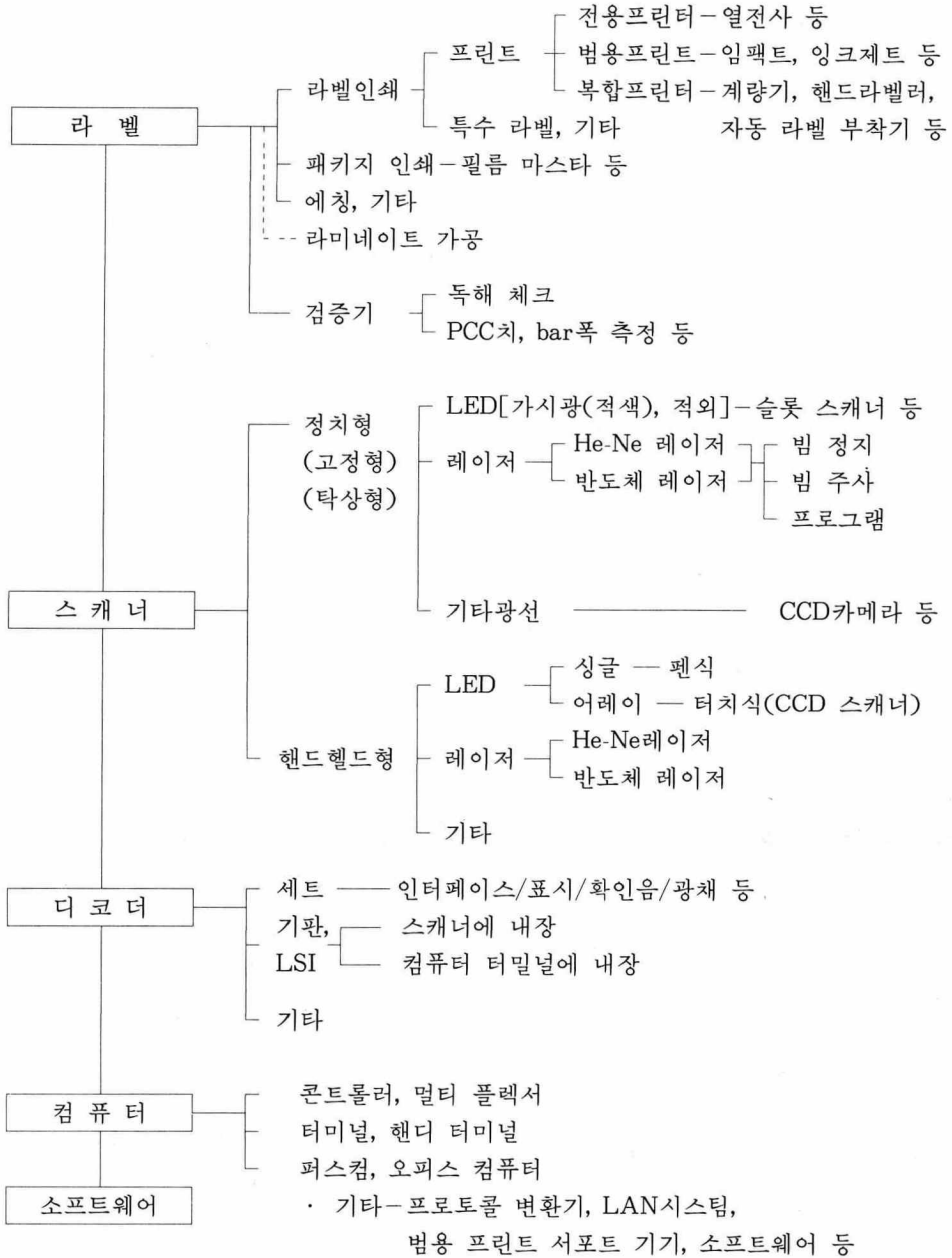 전용프린터－열전사 등
프린트 범용프린트－임팩트, 잉크제트 등
라벨인쇄 복합프린터－계량기, 핸드라벨러,
라 벨 특수 라벨, 기타 자동 라벨 부착기 등
패키지 인쇄－필름 마스타 등
에칭, 기타
라미네이트 가공
독해 체크
검증기
PCC치, bar폭 측정 등
LED[가시광(적색), 적외]－슬롯 스캐너 등
정치형
(고정형)
(탁상형)
레이저
He-Ne 레이저
반도체 레이저
빔 정지
빔 주사
프로그램
스 캐 너
기타광선 CCD카메라 등
LED
싱글 — 펜식
어레이 — 터치식(CCD 스캐너)
핸드헬드형
레이저
He-Ne레이저
반도체 레이저
기타
디 코 더
세트 인터페이스/표시/확인음/광채 등
기판,
LSI
스캐너에 내장
컴퓨터 터밀널에 내장
기타
컴 퓨 터
콘트롤러, 멀티 플렉서
터미널, 핸디 터미널
퍼스컴, 오피스 컴퓨터
소프트웨어
· 기타－프로토콜 변환기, LAN시스팀,
범용 프린트 서포트 기기, 소프트웨어 등